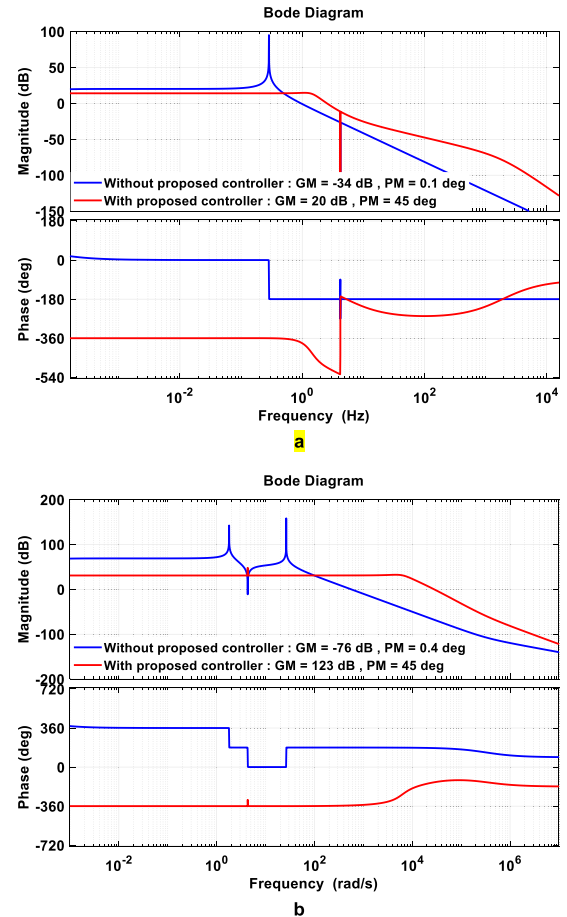 Bode Diagram
Magnitude (dB)
100
50
0
-50
-100
-150
Without proposed controller : GM = -34 dB , PM = 0.1 deg
With proposed controller : GM = 20 dB , PM = 45 deg
Phase (deg)
180
0
-180
-360
-540
10^-2 10^0 10^2 10^4
Frequency (Hz)
a
Bode Diagram
Magnitude (dB)
200
100
0
-100
-200
Without proposed controller : GM = -76 dB , PM = 0.4 deg
With proposed controller : GM = 123 dB , PM = 45 deg
Phase (deg)
720
360
0
-360
-720
10^-2 10^0 10^2 10^4 10^6
Frequency (rad/s)
b